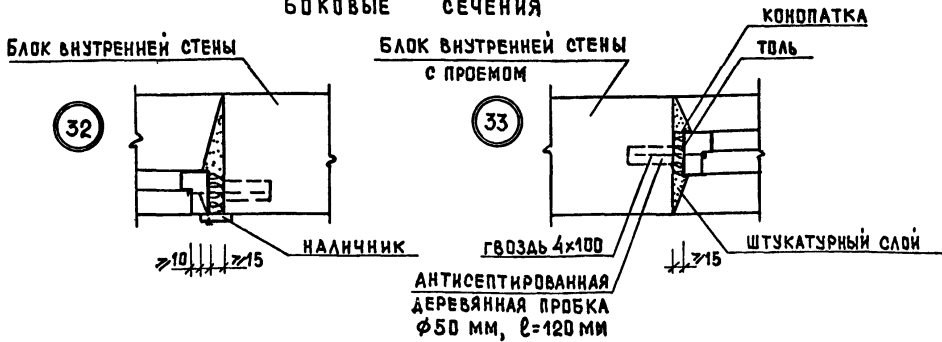 БОКОВЫЕ СЕЧЕНИЯ
БЛОК ВНУТРЕННЕЙ СТЕНЫ
32
⩾10
⩾15
НАЛИЧНИК
БЛОК ВНУТРЕННЕЙ СТЕНЫ
С ПРОЕМОМ
33
КОНОПАТКА
ТОЛЬ
ГВОЗДЬ 4×100
АНТИСЕПТИРОВАННАЯ
ДЕРЕВЯННАЯ ПРОБКА
ϕ50 ММ, ℓ=120 ММ
⩾15
ШТУКАТУРНЫЙ СЛОЙ